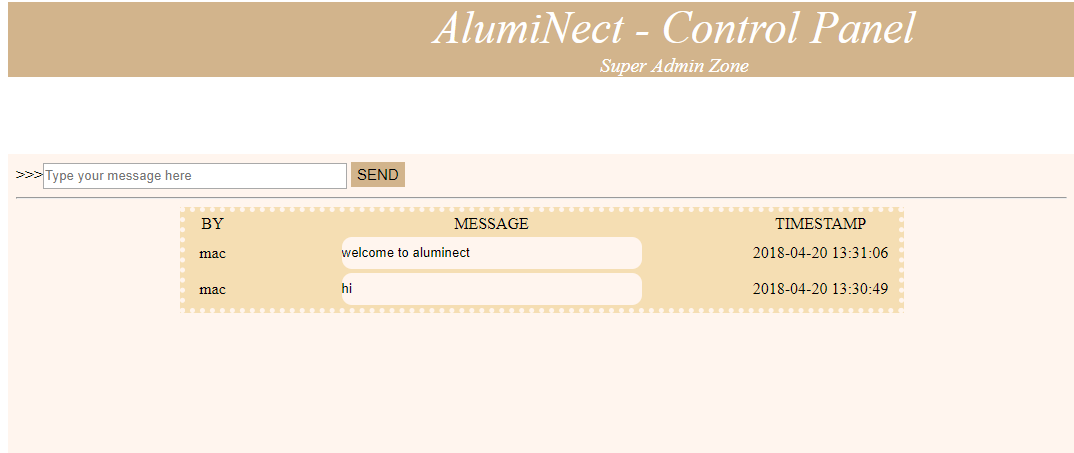 AlumiNect - Control Panel
Super Admin Zone
>>>Type your message here SEND
BY MESSAGE TIMESTAMP
mac welcome to aluminect 2018-04-20 13:31:06
mac hi 2018-04-20 13:30:49